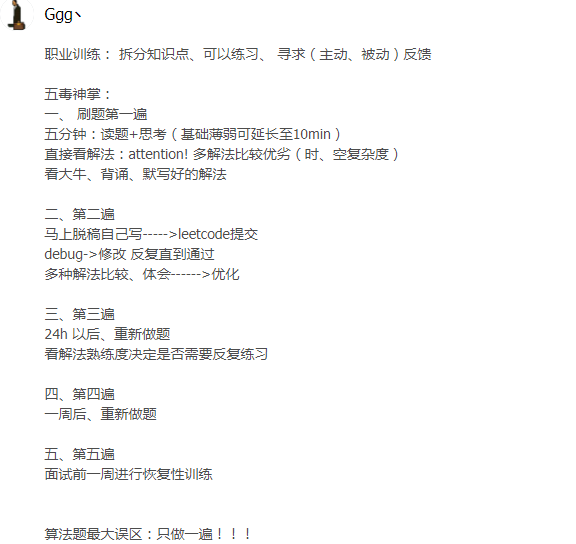 Ggg丶
职业训练： 拆分知识点、可以练习、 寻求（主动、被动）反馈
五毒神掌：
一、 刷题第一遍
五分钟：读题+思考（基础薄弱可延长至10min）
直接看解法：attention! 多解法比较优劣（时、空复杂度）
看大牛、背诵、默写好的解法
二、第二遍
马上脱稿自己写----->leetcode提交
debug->修改 反复直到通过
多种解法比较、体会------>优化
三、第三遍
24h 以后、重新做题
看解法熟练度决定是否需要反复练习
四、第四遍
一周后、重新做题
五、第五遍
面试前一周进行恢复性训练
算法题最大误区：只做一遍！！！